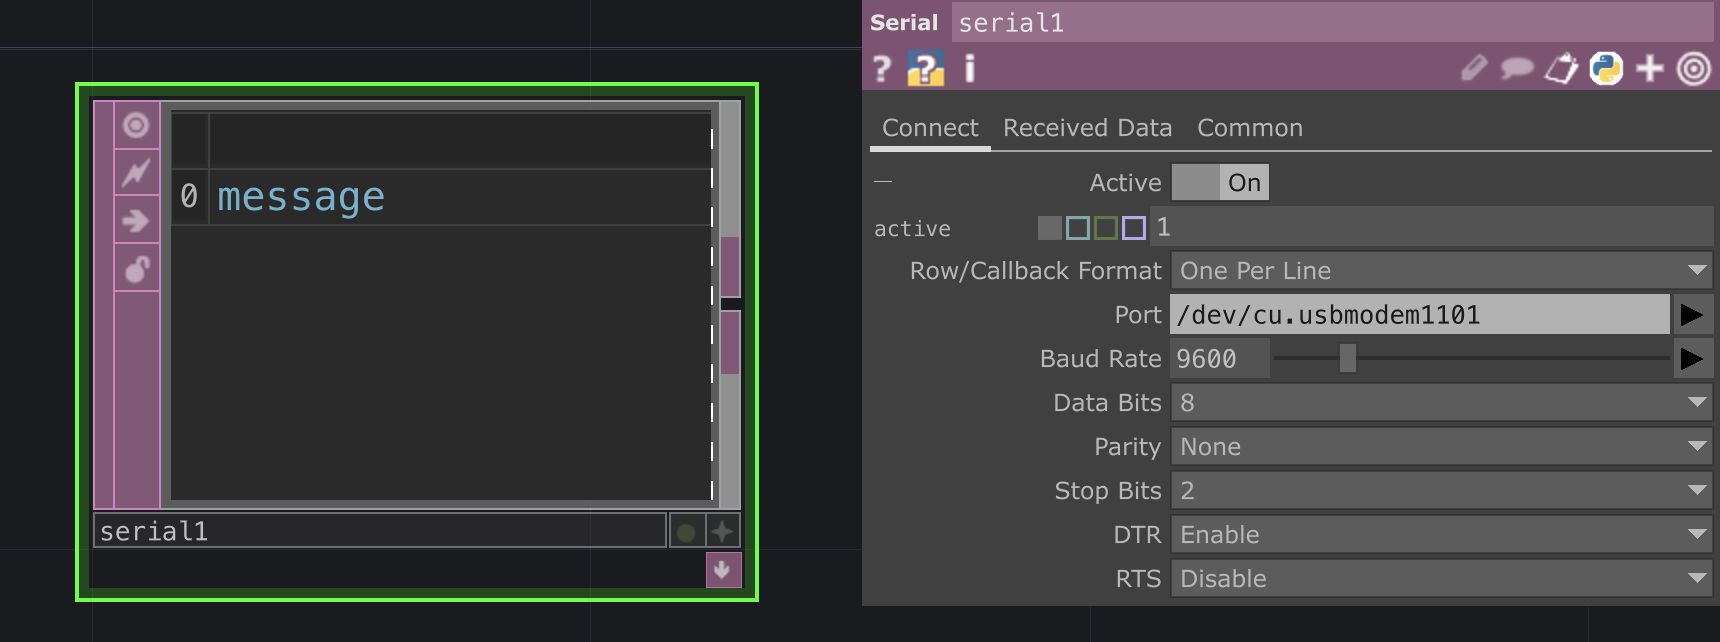 0 message
serial1
Serial serial1
? ? i
Connect Received Data Common
Active On
active 1
Row/Callback Format One Per Line
Port /dev/cu.usbmodem1101
Baud Rate 9600
Data Bits 8
Parity None
Stop Bits 2
DTR Enable
RTS Disable